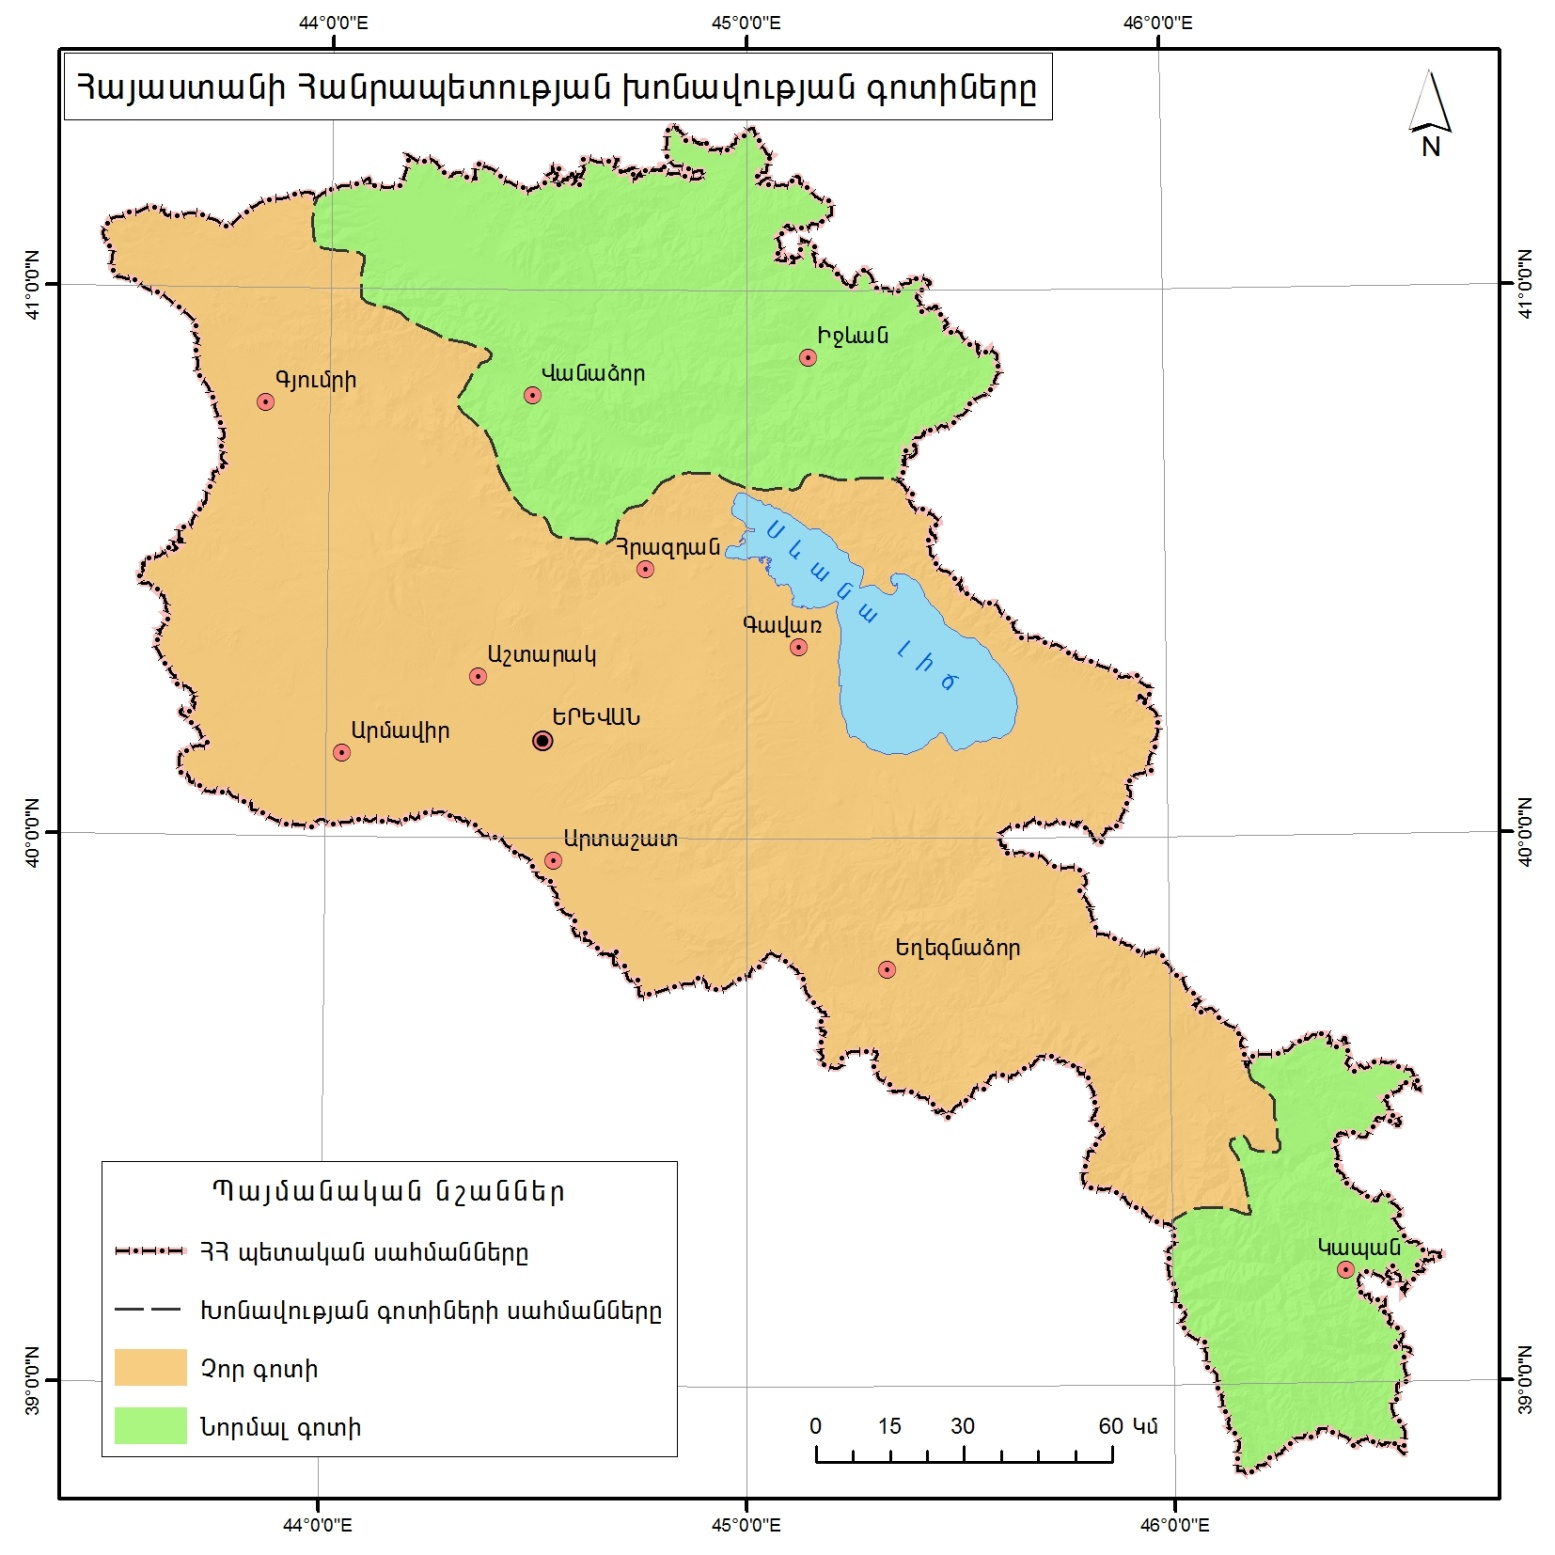 44°0'0"E 45°0'0"E 46°0'0"E
Հայաստանի Հանրապետության խոնավության գոտիները
N
41°0'0"N 41°0'0"N
Իջևան
Վանաձոր
Գյումրի
Հրազդան
Սևանա լիճ
Գավառ
Աշտարակ
ԵՐԵՎԱՆ
Արմավիր
40°0'0"N 40°0'0"N
Արտաշատ
Եղեգնաձոր
Կապան
Պայմանական նշաններ
ՀՀ պետական սահմանները
Խոնավության գոտիների սահմանները
Չոր գոտի
Նորմալ գոտի
39°0'0"N 39°0'0"N
0 15 30 60 Կմ
44°0'0"E 45°0'0"E 46°0'0"E